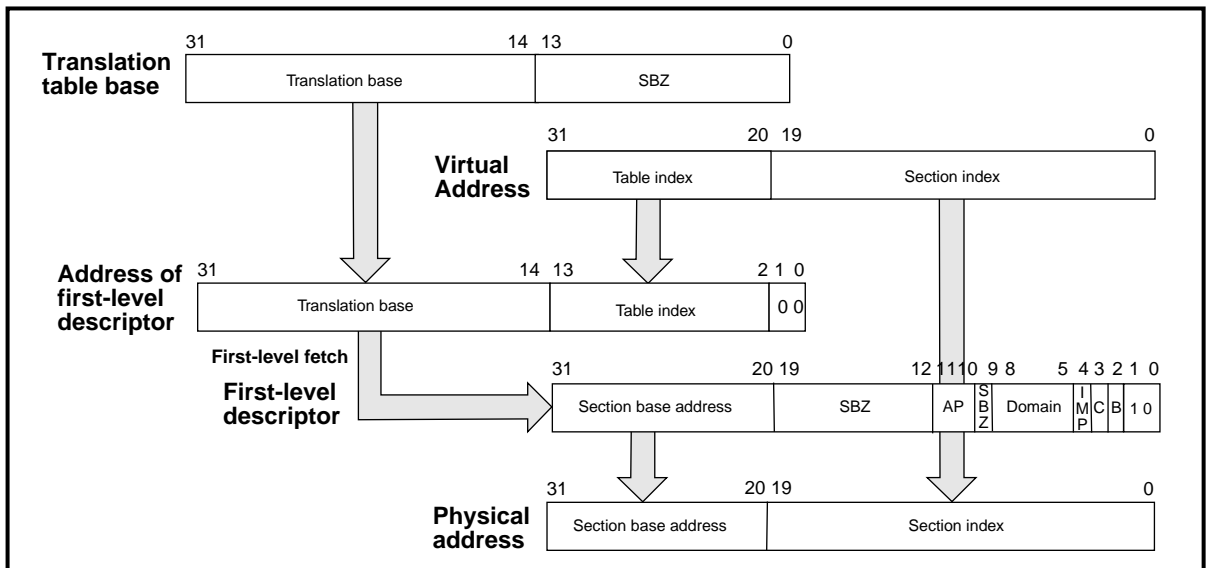 31 14 13 0
Translation
table base
Translation base SBZ
31 20 19 0
Virtual
Address
Table index Section index
Address of
first-level
descriptor
31 14 13 2 1 0
Translation base Table index 0 0
First-level fetch
First-level
descriptor
31 20 19 12 11 10 9 8 5 4 3 2 1 0
Section base address SBZ AP SBZ Domain IMP C B 1 0
Physical
address
31 20 19 0
Section base address Section index